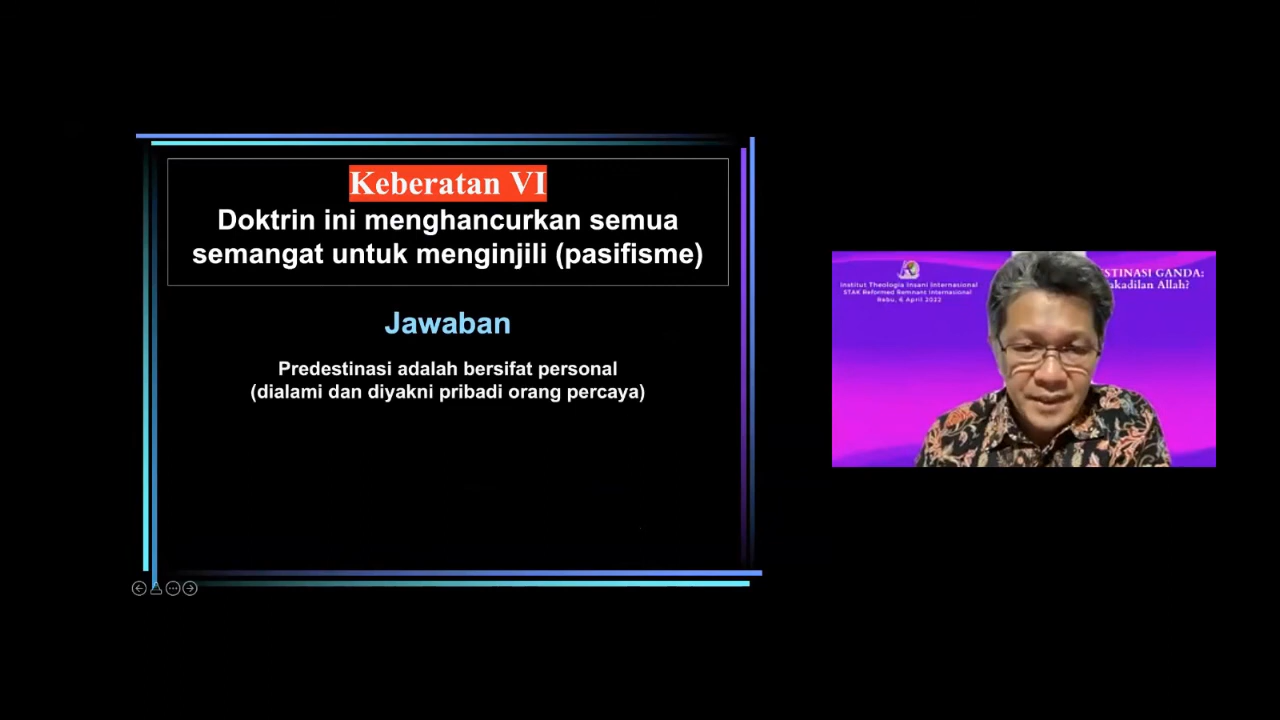 Keberatan VI
Doktrin ini menghancurkan semua
semangat untuk menginjili (pasifisme)
Jawaban
Predestinasi adalah bersifat personal
(dialami dan diyakni pribadi orang percaya)
Institut Theologia Insani Internasional
STAK Reformed Remnant Internasional
Rabu, 6 April 2022
STINASI GANDA:
akadilan Allah?